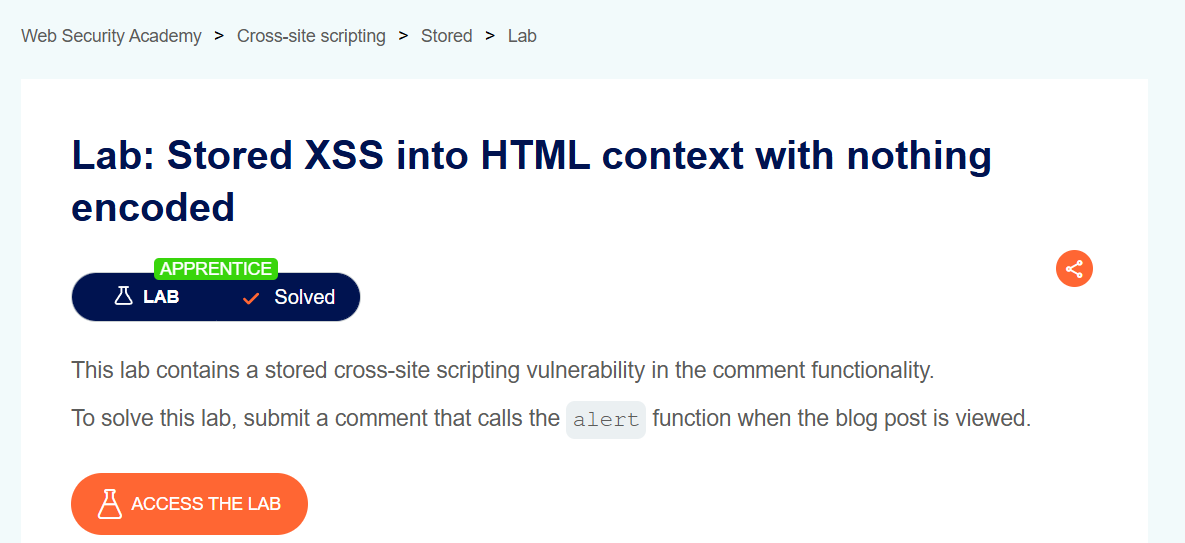 Web Security Academy > Cross-site scripting > Stored > Lab
Lab: Stored XSS into HTML context with nothing
encoded
APPRENTICE
LAB Solved
This lab contains a stored cross-site scripting vulnerability in the comment functionality.
To solve this lab, submit a comment that calls the alert function when the blog post is viewed.
ACCESS THE LAB